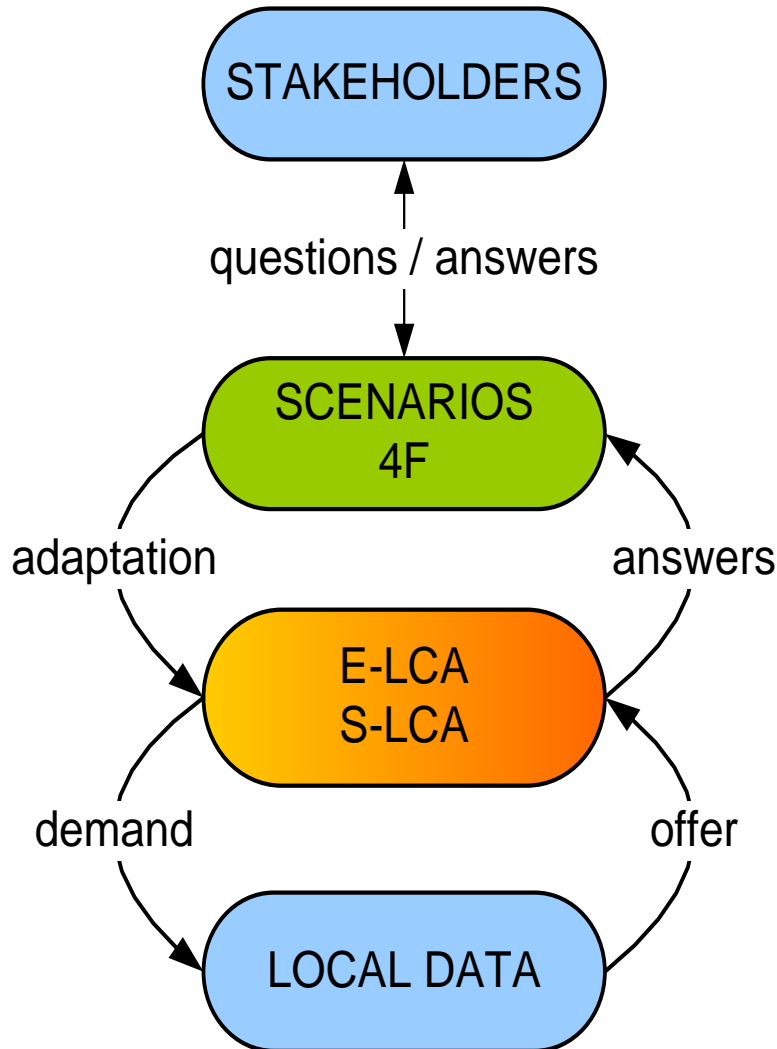 STAKEHOLDERS
questions / answers
SCENARIOS
4F
adaptation
answers
E-LCA
S-LCA
demand
offer
LOCAL DATA